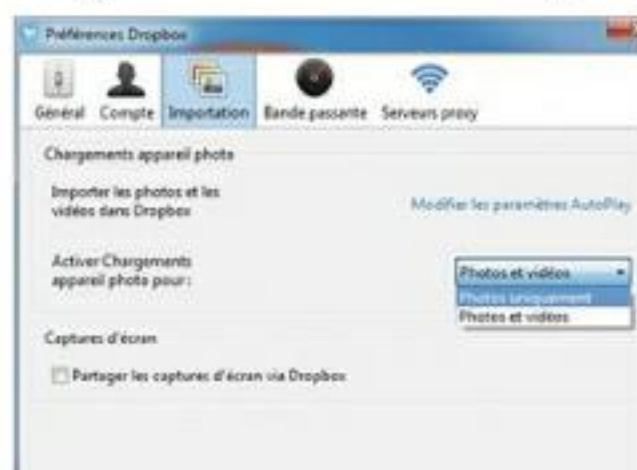 Préférences Dropbox
Général Compte Importation Bande passante Serveurs proxy
Chargements appareil photo
Importer les photos et les
vidéos dans Dropbox
Modifier les paramètres AutoPlay
Activer Chargements
appareil photo pour :
Photos et vidéos
Photos uniquement
Photos et vidéos
Captures d'écran
Partager les captures d'écran via Dropbox